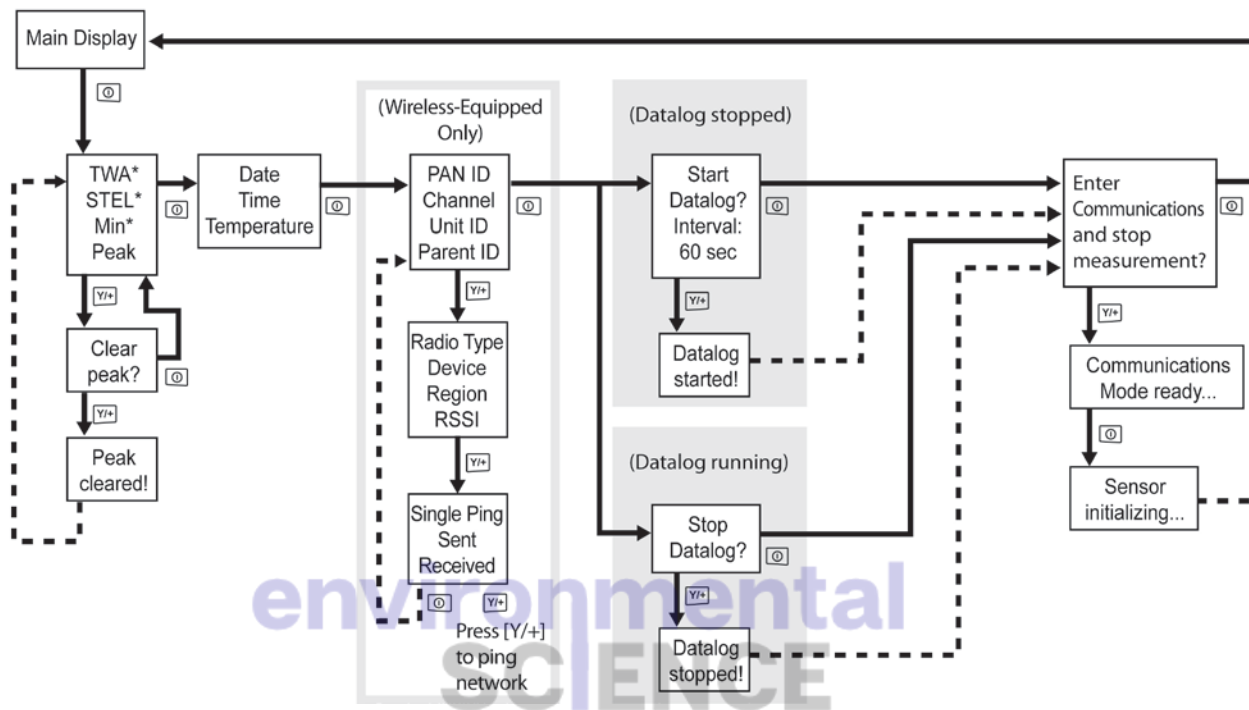 Main Display
TWA*
STEL*
Min*
Peak
Y/+
Clear
peak?
Y/+
Peak
cleared!
Date
Time
Temperature
(Wireless-Equipped
Only)
PAN ID
Channel
Unit ID
Parent ID
Y/+
Radio Type
Device
Region
RSSI
Y/+
Single Ping
Sent
Received
Y/+
Press [Y/+]
to ping
network
(Datalog stopped)
Start
Datalog?
Interval:
60 sec
Y/+
Datalog
started!
(Datalog running)
Stop
Datalog?
Y/+
Datalog
stopped!
Enter
Communications
and stop
measurement?
Y/+
Communications
Mode ready...
Sensor
initializing...
environmental
SCIENCE